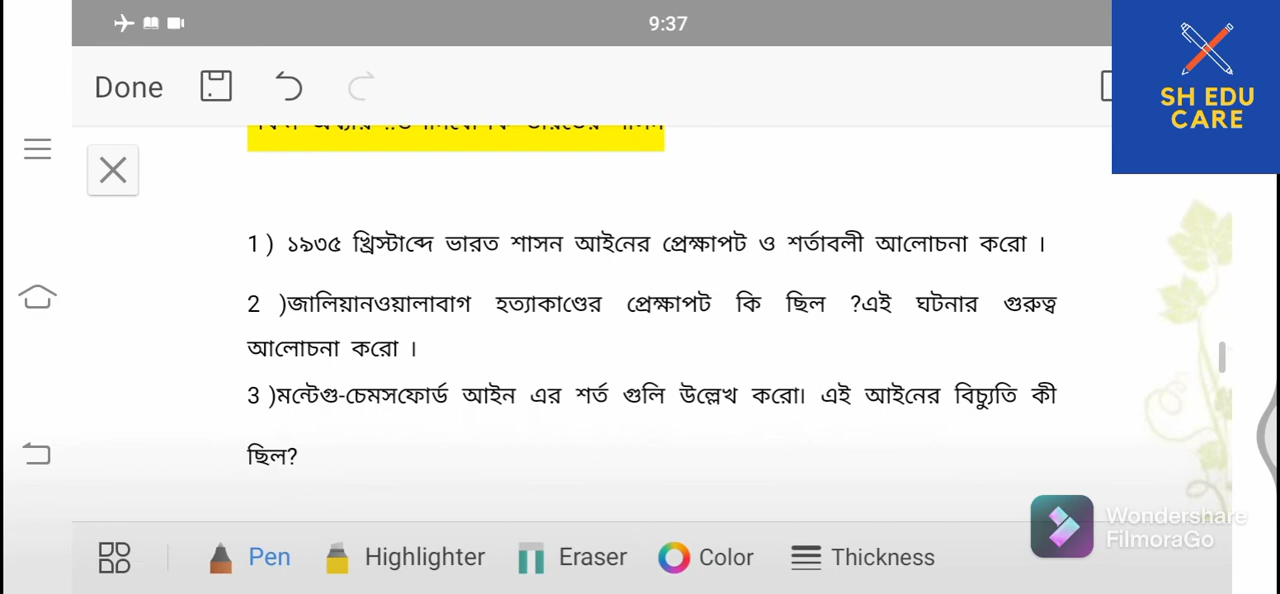 9:37
Done
SH EDU
CARE
1 ) ১৯৩৫ খ্রিস্টাব্দে ভারত শাসন আইনের প্রেক্ষাপট ও শর্তাবলী আলোচনা করো ।
2 )জালিয়ানওয়ালাবাগ হত্যাকাণ্ডের প্রেক্ষাপট কি ছিল ?এই ঘটনার গুরুত্ব
আলোচনা করো ।
3 )মন্টেগু-চেমসফোর্ড আইন এর শর্ত গুলি উল্লেখ করো। এই আইনের বিচ্যুতি কী
ছিল?
Wondershare
FilmoraGo
Pen Highlighter Eraser Color Thickness